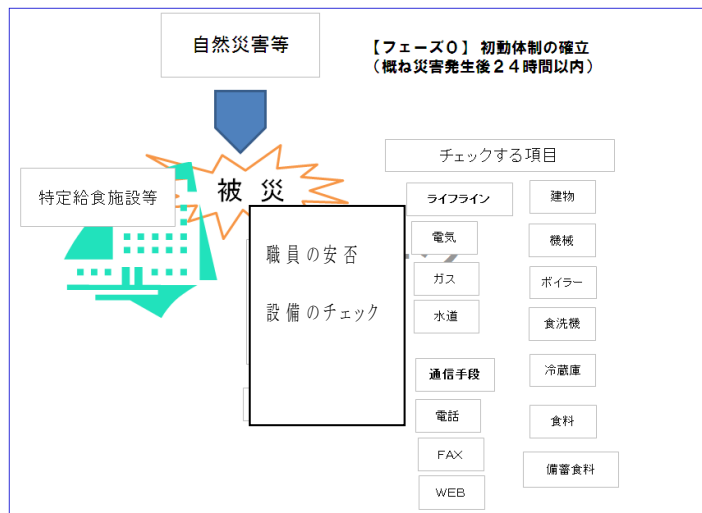 自然災害等
【フェーズ０】 初動体制の確立
（概ね災害発生後２４時間以内）
チェックする項目
特定給食施設等
被 災
職員の安否
設備のチェック
ライフライン
電気
ガス
水道
通信手段
電話
FAX
WEB
建物
機械
ボイラー
食洗機
冷蔵庫
食料
備蓄食料